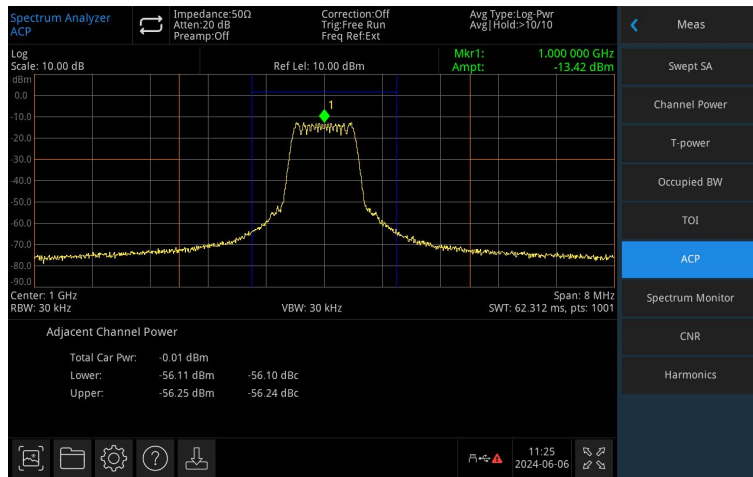 Spectrum Analyzer
ACP
Impedance:50Ω
Atten:20 dB
Preamp:Off
Correction:Off
Trig:Free Run
Freq Ref:Ext
Avg Type:Log-Pwr
Avg|Hold:>10/10
Log
Scale: 10.00 dB
Ref Lel: 10.00 dBm
Mkr1: 1.000 000 GHz
Ampt: -13.42 dBm
dBm
0.0
-10.0
-20.0
-30.0
-40.0
-50.0
-60.0
-70.0
-80.0
-90.0
1
Center: 1 GHz
RBW: 30 kHz
VBW: 30 kHz
Span: 8 MHz
SWT: 62.312 ms, pts: 1001
Adjacent Channel Power
Total Car Pwr: -0.01 dBm
Lower: -56.11 dBm -56.10 dBc
Upper: -56.25 dBm -56.24 dBc
11:25
2024-06-06
Meas
Swept SA
Channel Power
T-power
Occupied BW
TOI
ACP
Spectrum Monitor
CNR
Harmonics